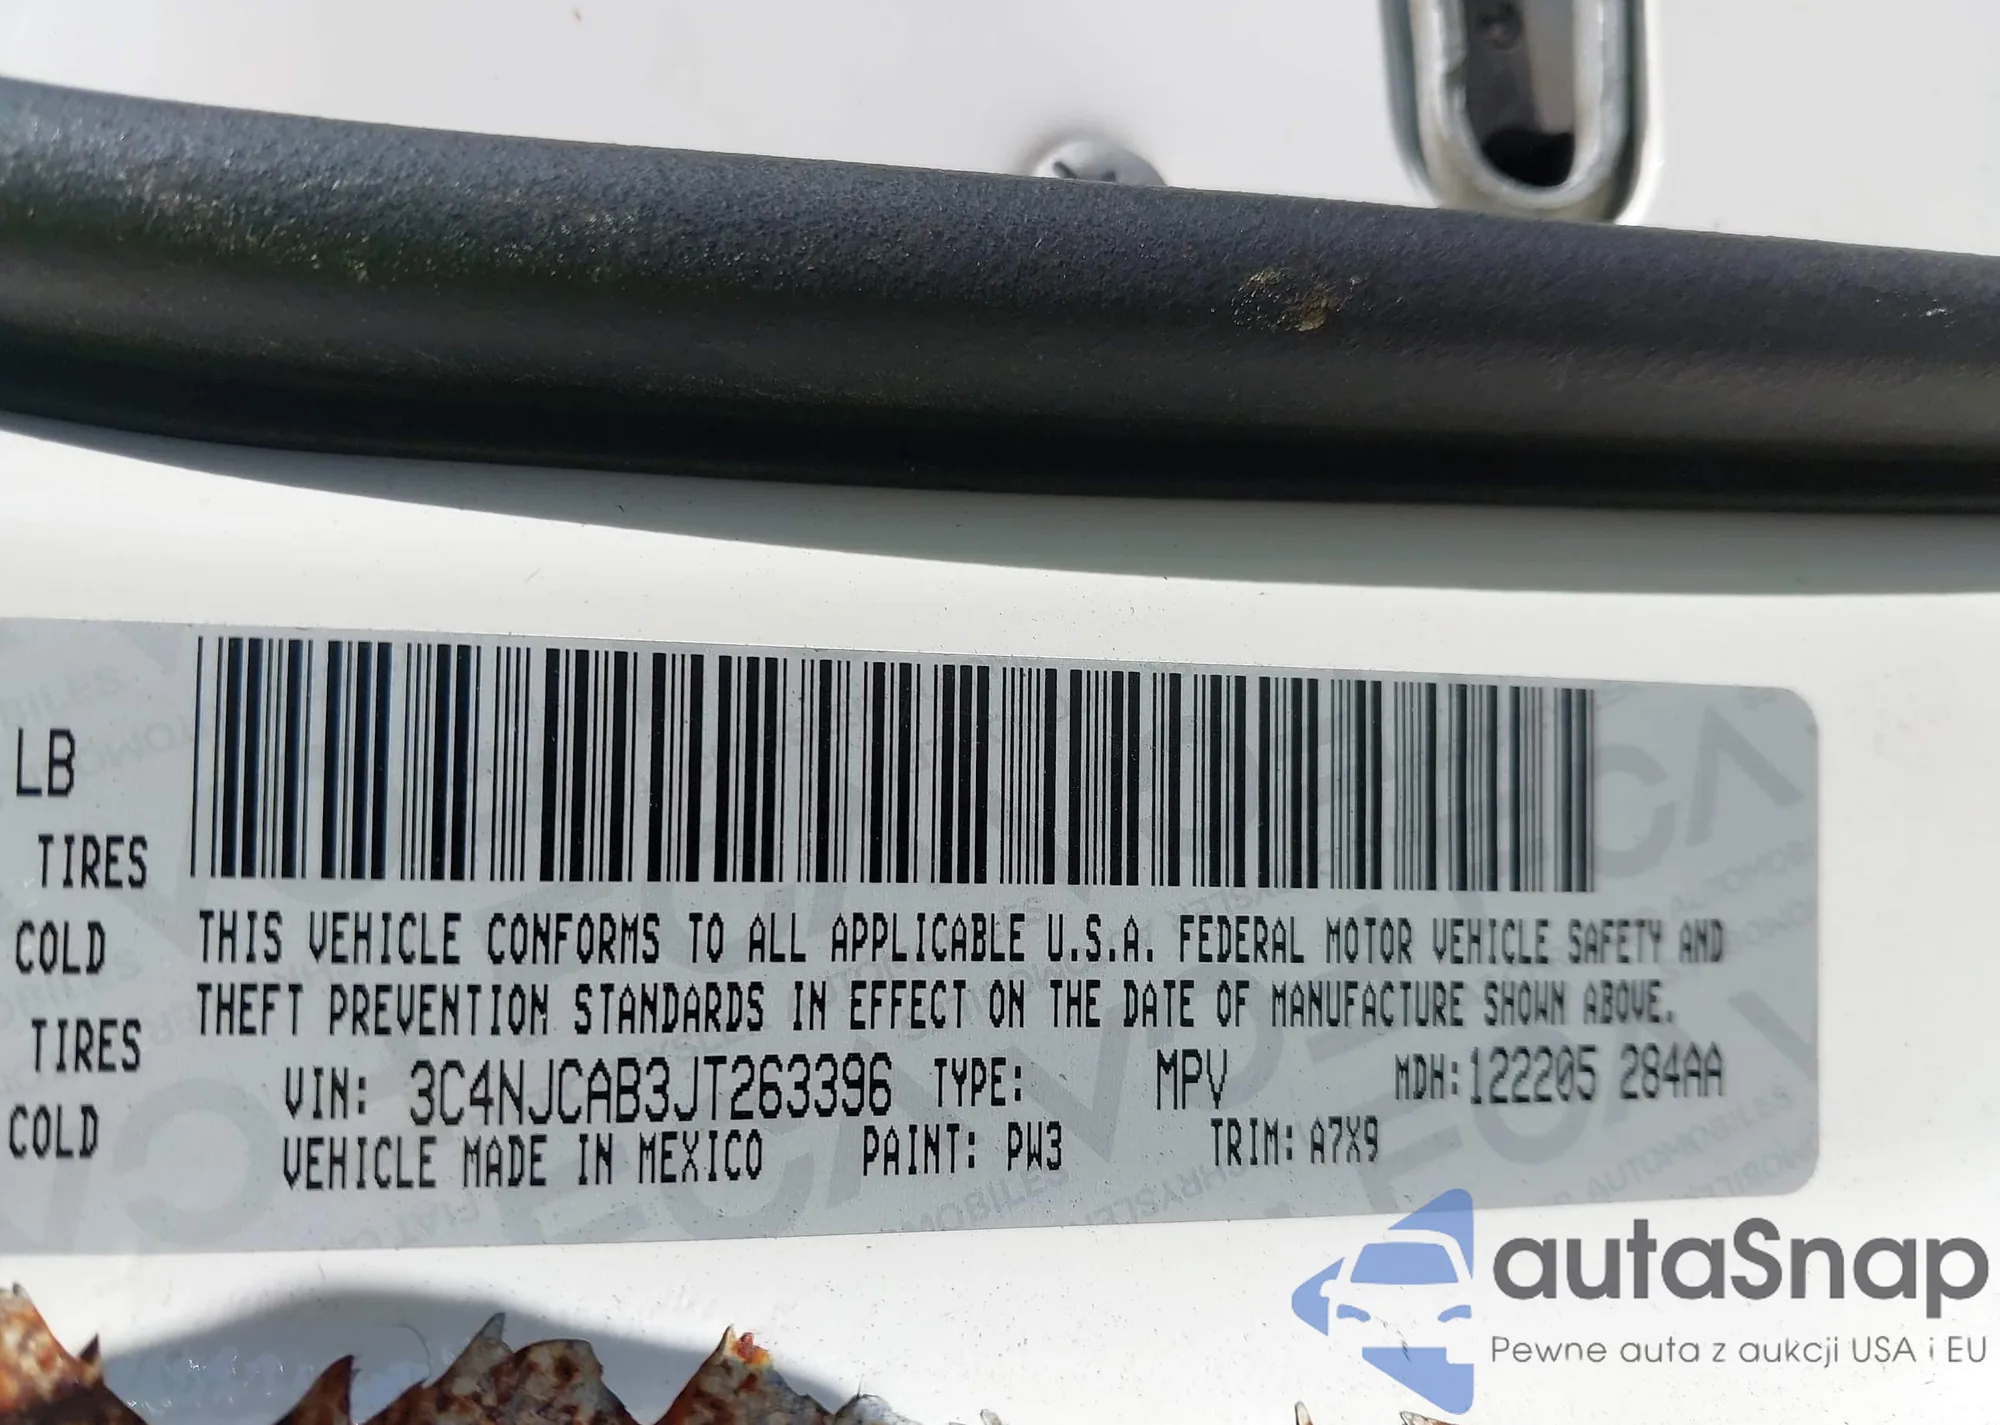 LB
TIRES
COLD
TIRES
COLD
THIS VEHICLE CONFORMS TO ALL APPLICABLE U.S.A. FEDERAL MOTOR VEHICLE SAFETY AND
THEFT PREVENTION STANDARDS IN EFFECT ON THE DATE OF MANUFACTURE SHOWN ABOVE.
VIN: 3C4NJCAB3JT263396 TYPE: MPV MDH:122205 284AA
VEHICLE MADE IN MEXICO PAINT: PW3 TRIM: A7X9
autaSnap
Pewne auta z aukcji USA i EU